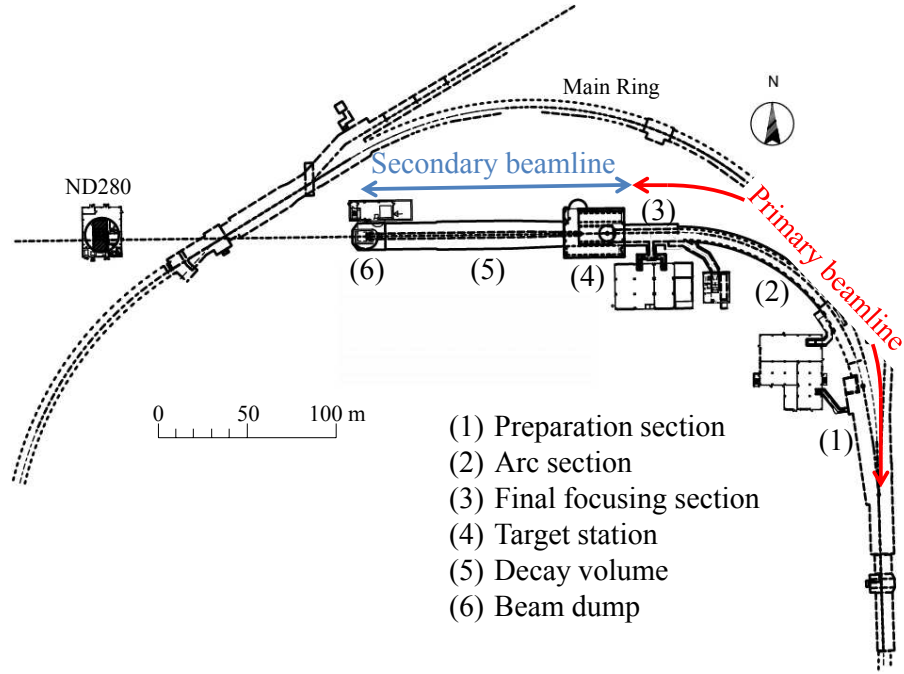 Main Ring
N
Secondary beamline
ND280
Primary beamline
(3)
(6)
(5)
(4)
(2)
(1)
0 50 100 m
(1) Preparation section
(2) Arc section
(3) Final focusing section
(4) Target station
(5) Decay volume
(6) Beam dump